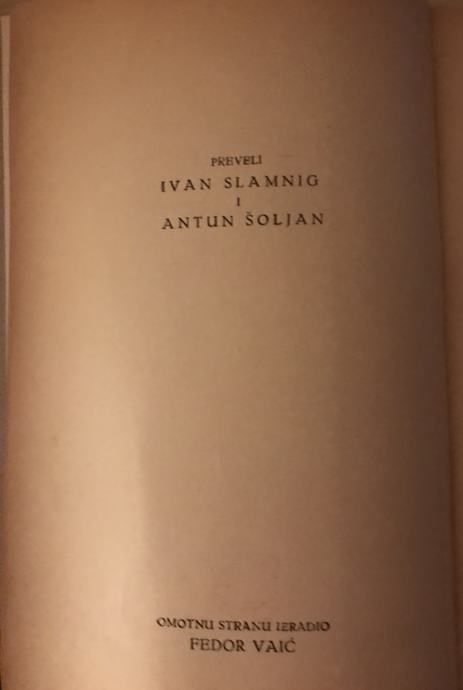 PREVELI
IVAN SLAMNIG
I
ANTUN ŠOLJAN
OMOTNU STRANU IZRADIO
FEDOR VAIĆ